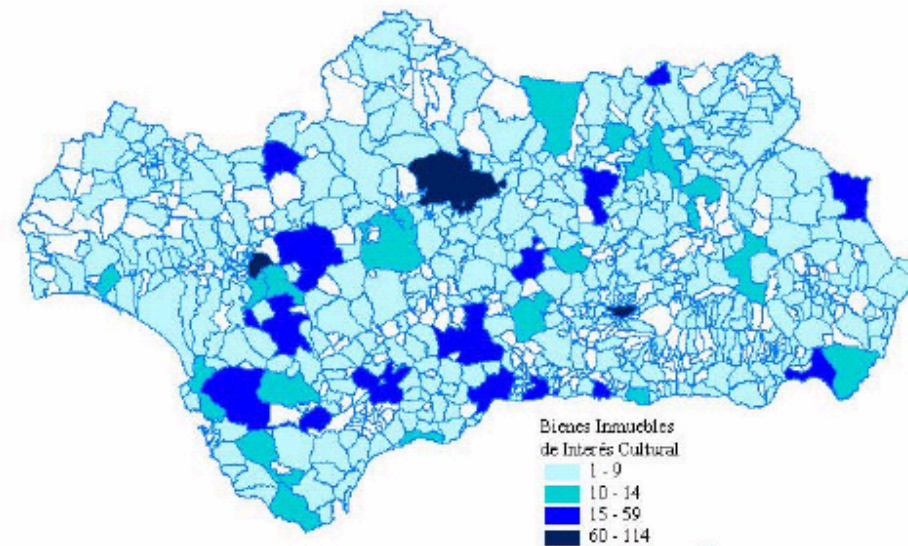 Bienes Inmuebles
de Interés Cultural
1 - 9
10 - 14
15 - 59
60 - 114